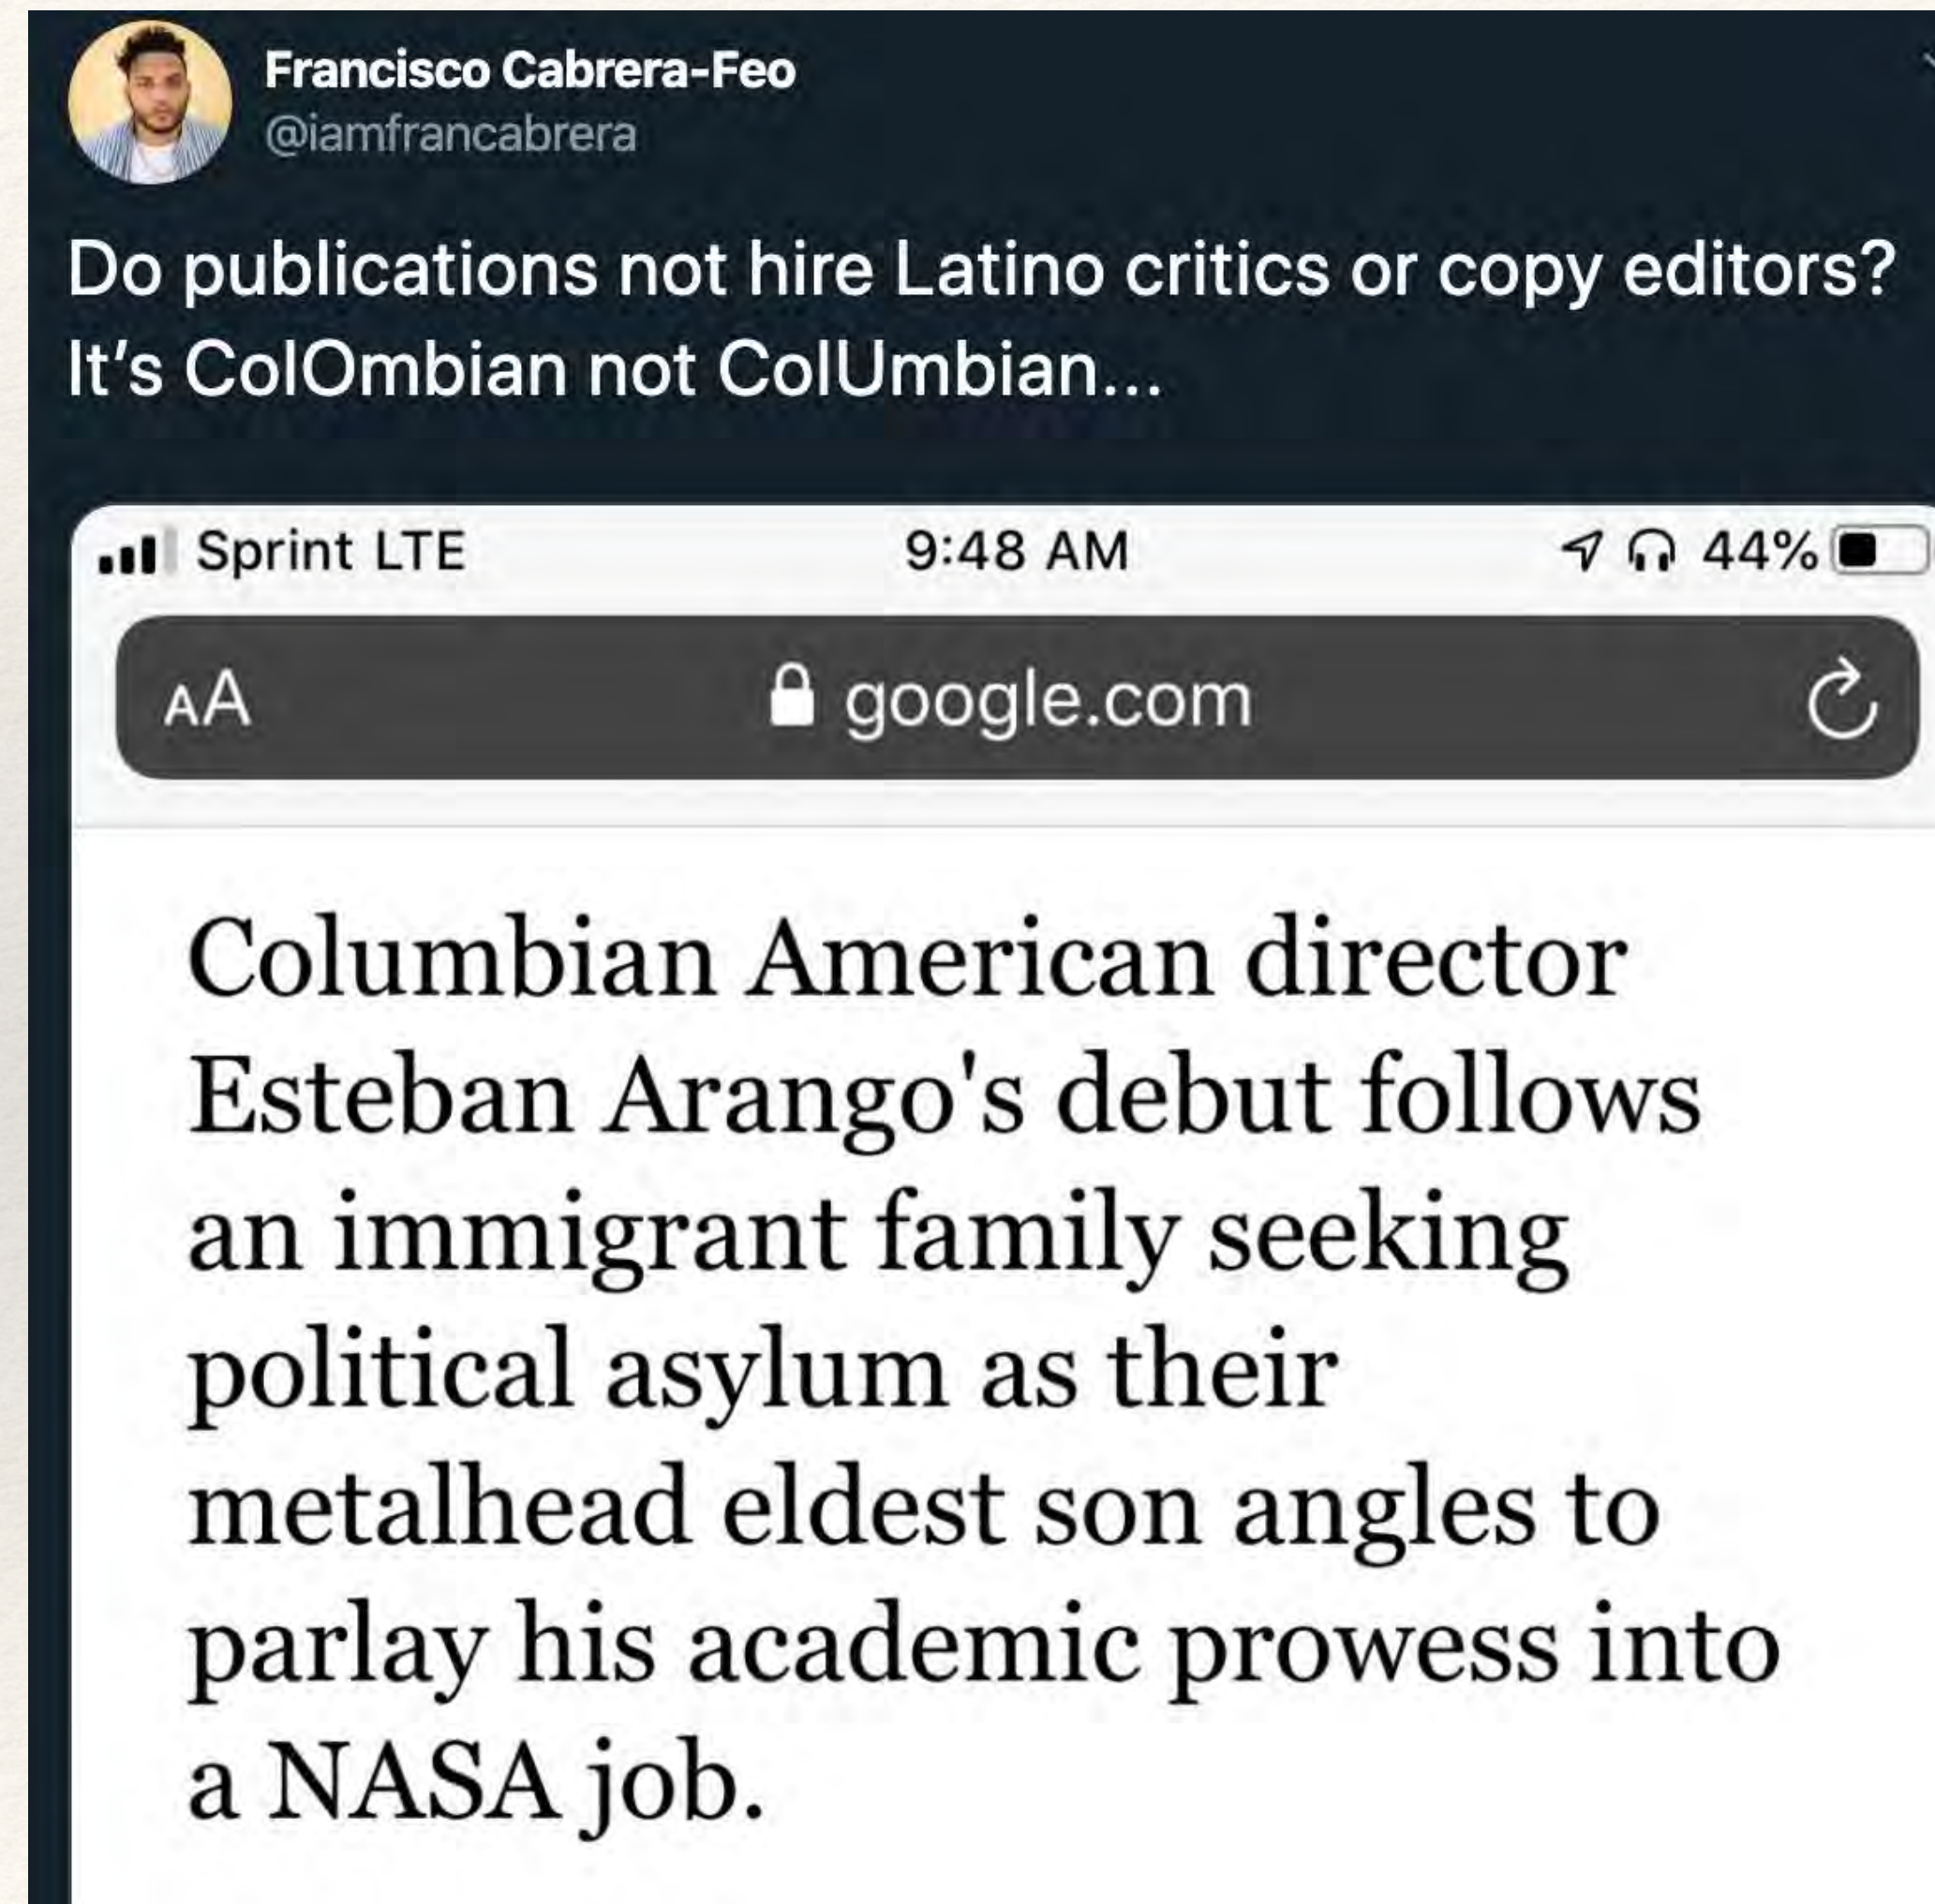 Francisco Cabrera-Feo
@iamfrancabrera
Do publications not hire Latino critics or copy editors?
It’s ColOmbian not ColUmbian...
Sprint LTE 9:48 AM 44%
AA google.com
Columbian American director
Esteban Arango's debut follows
an immigrant family seeking
political asylum as their
metalhead eldest son angles to
parlay his academic prowess into
a NASA job.